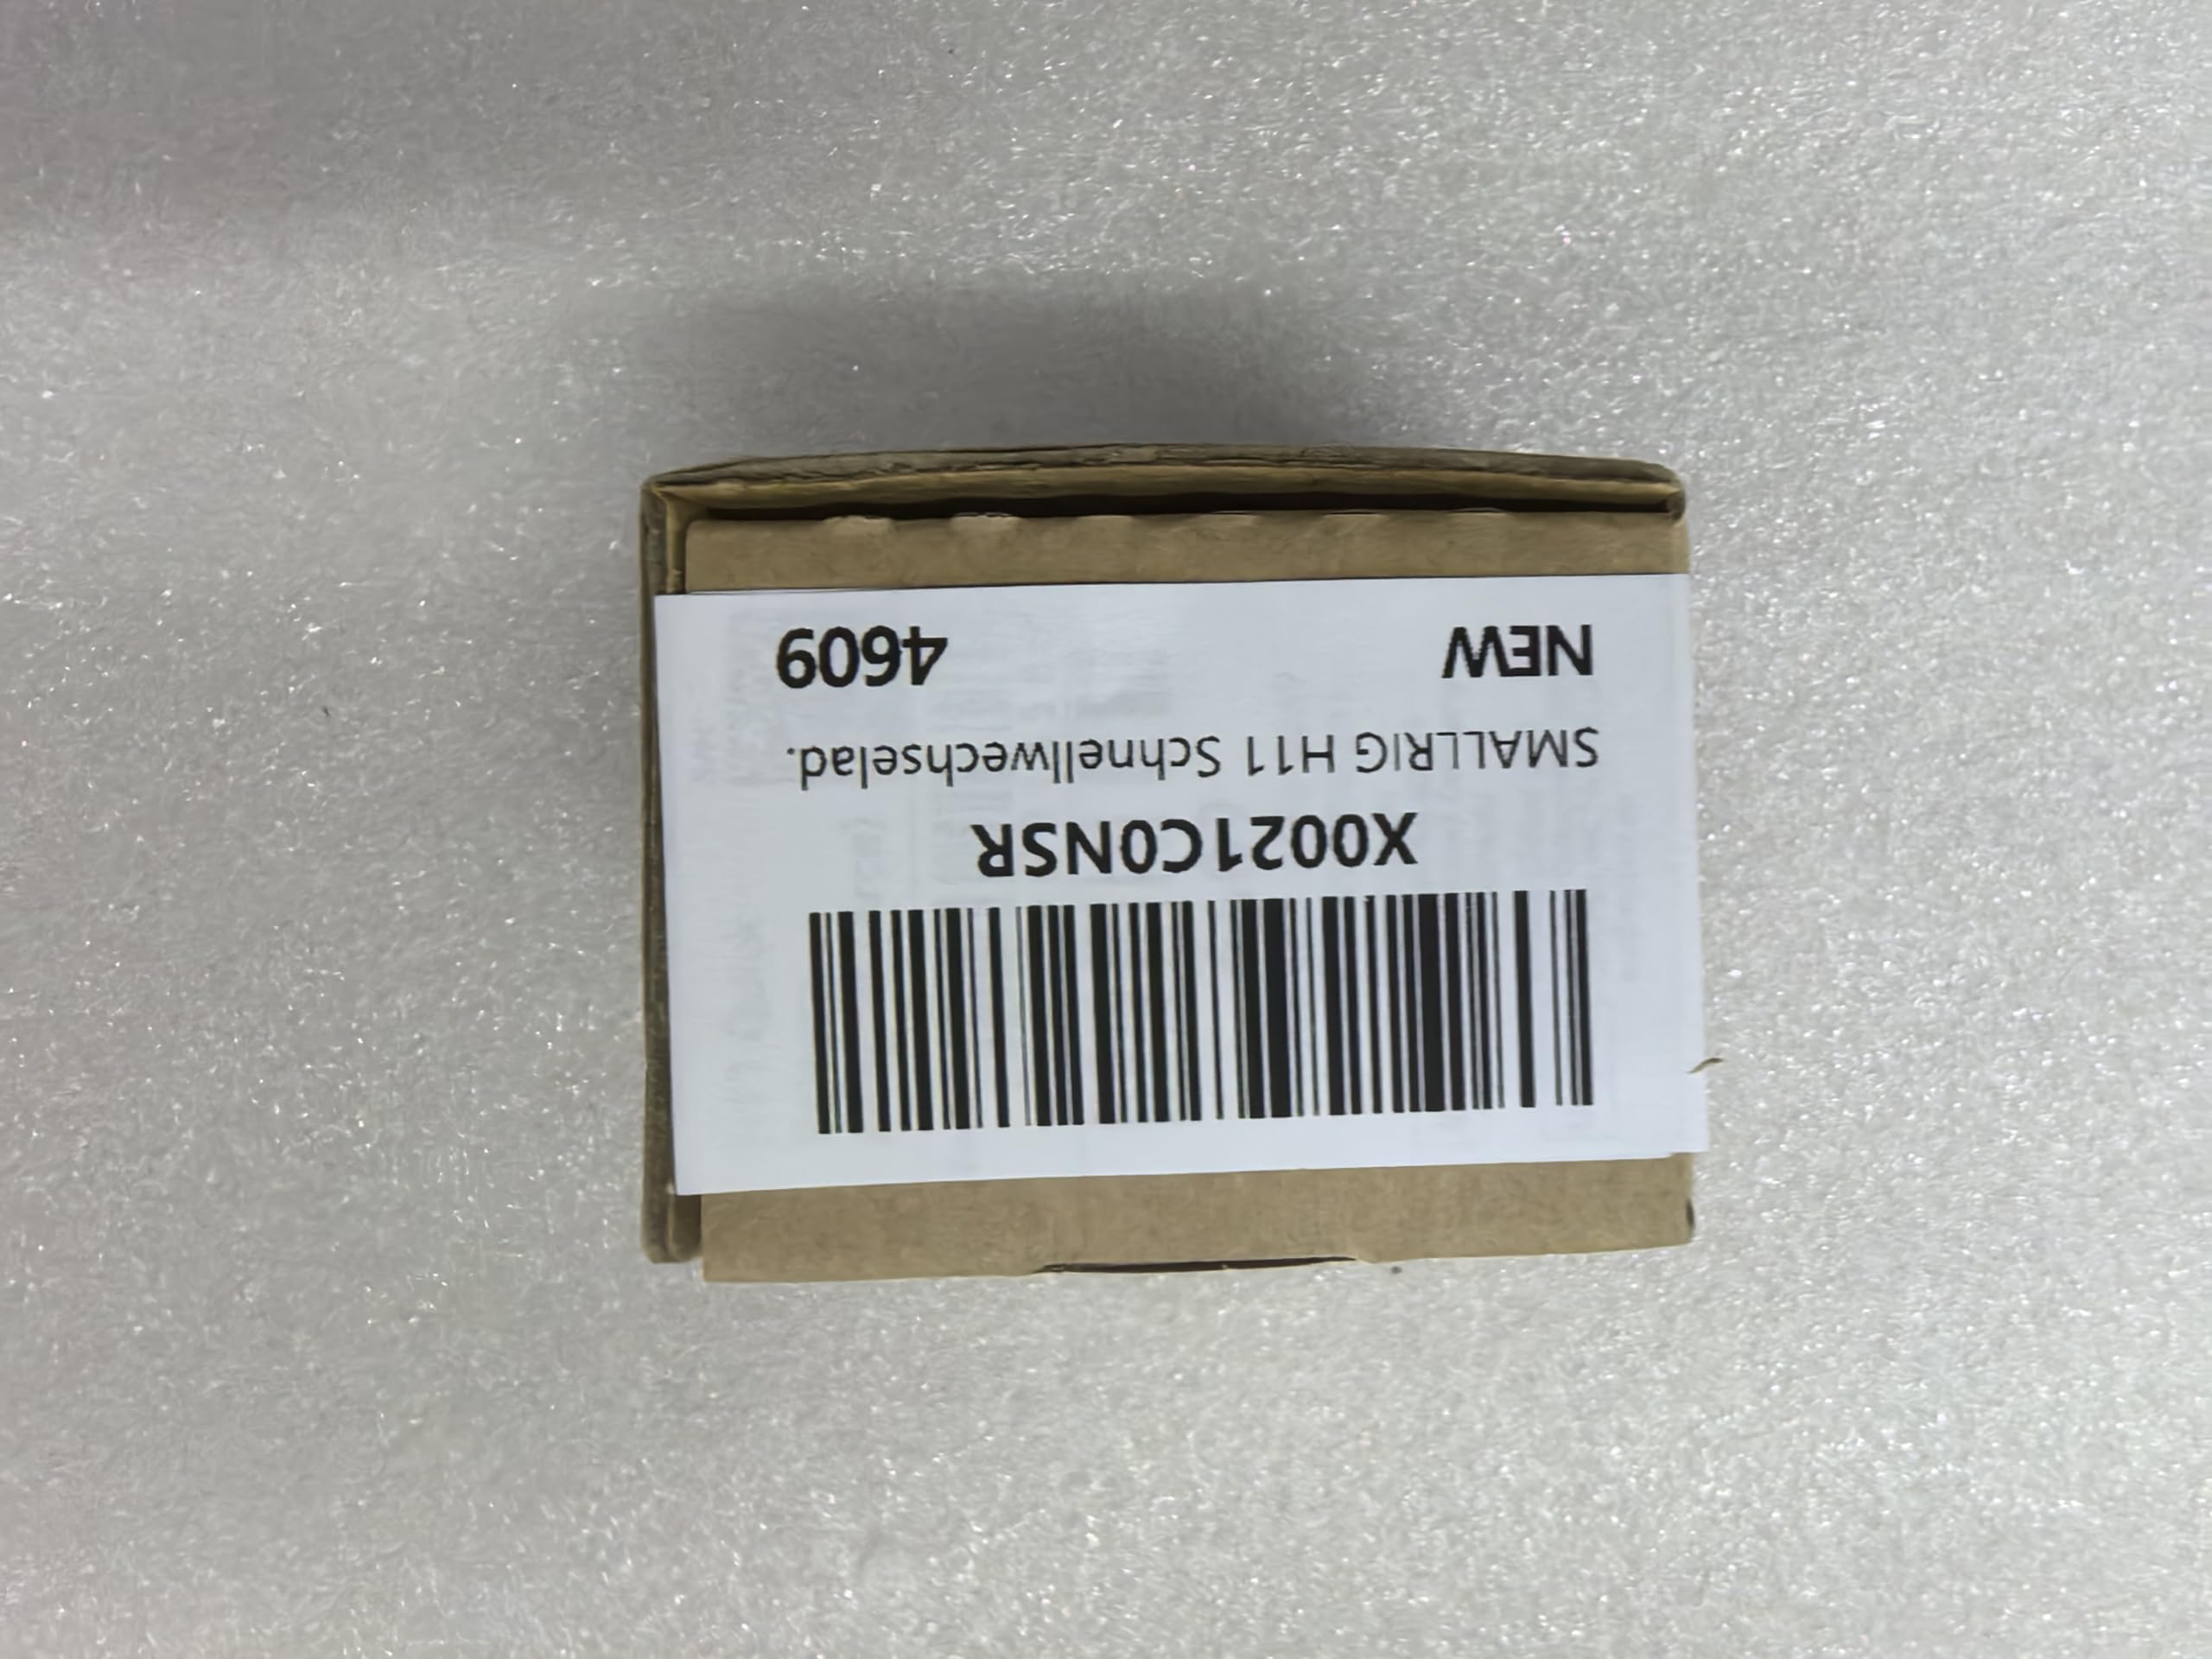 X0021C0NSR
SMALLRIG H11 Schnellwechselad.
NEW 4609